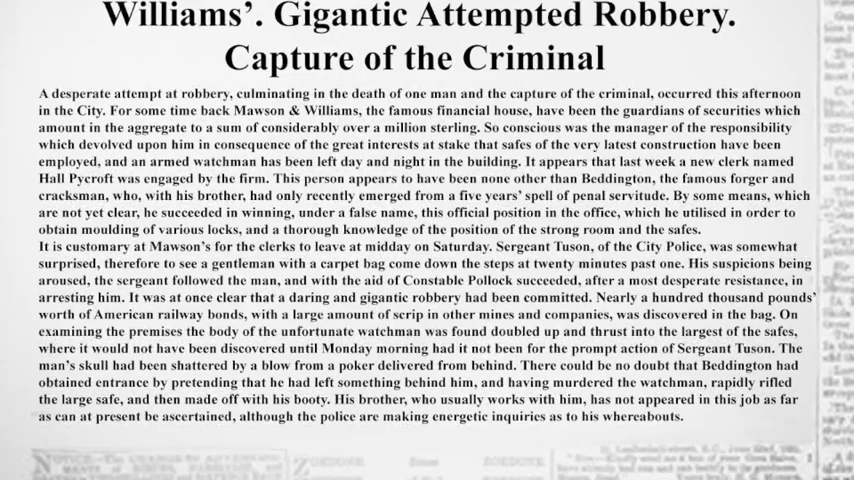 Williams’. Gigantic Attempted Robbery.
Capture of the Criminal
A desperate attempt at robbery, culminating in the death of one man and the capture of the criminal, occurred this afternoon
in the City. For some time back Mawson & Williams, the famous financial house, have been the guardians of securities which
amount in the aggregate to a sum of considerably over a million sterling. So conscious was the manager of the responsibility
which devolved upon him in consequence of the great interests at stake that safes of the very latest construction have been
employed, and an armed watchman has been left day and night in the building. It appears that last week a new clerk named
Hall Pycroft was engaged by the firm. This person appears to have been none other than Beddington, the famous forger and
cracksman, who, with his brother, had only recently emerged from a five years’ spell of penal servitude. By some means, which
are not yet clear, he succeeded in winning, under a false name, this official position in the office, which he utilised in order to
obtain moulding of various locks, and a thorough knowledge of the position of the strong room and the safes.
It is customary at Mawson’s for the clerks to leave at midday on Saturday. Sergeant Tuson, of the City Police, was somewhat
surprised, therefore to see a gentleman with a carpet bag come down the steps at twenty minutes past one. His suspicions being
aroused, the sergeant followed the man, and with the aid of Constable Pollock succeeded, after a most desperate resistance, in
arresting him. It was at once clear that a daring and gigantic robbery had been committed. Nearly a hundred thousand pounds’
worth of American railway bonds, with a large amount of scrip in other mines and companies, was discovered in the bag. On
examining the premises the body of the unfortunate watchman was found doubled up and thrust into the largest of the safes,
where it would not have been discovered until Monday morning had it not been for the prompt action of Sergeant Tuson. The
man’s skull had been shattered by a blow from a poker delivered from behind. There could be no doubt that Beddington had
obtained entrance by pretending that he had left something behind him, and having murdered the watchman, rapidly rifled
the large safe, and then made off with his booty. His brother, who usually works with him, has not appeared in this job as far
as can at present be ascertained, although the police are making energetic inquiries as to his whereabouts.